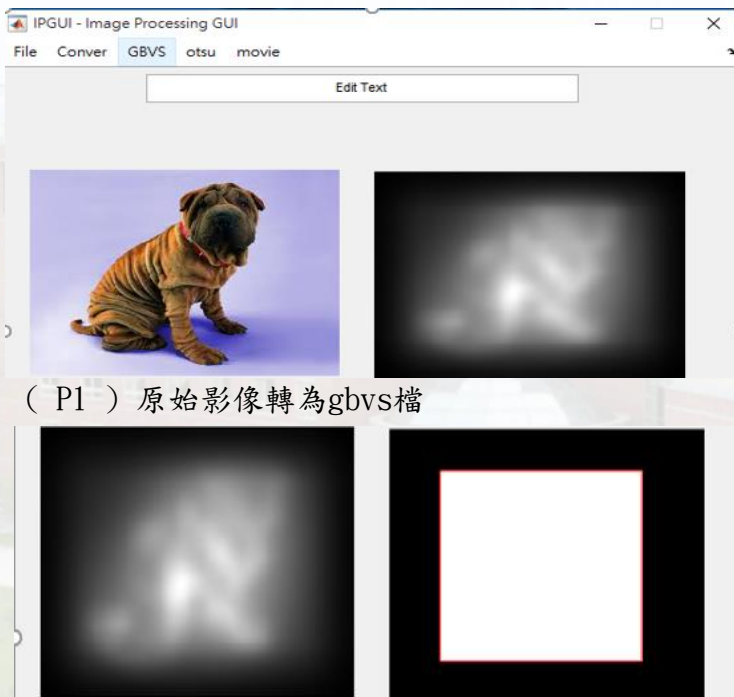 IPGUI - Image Processing GUI
File Conver GBVS otsu movie
Edit Text
( P1 ) 原始影像轉為gbvs檔